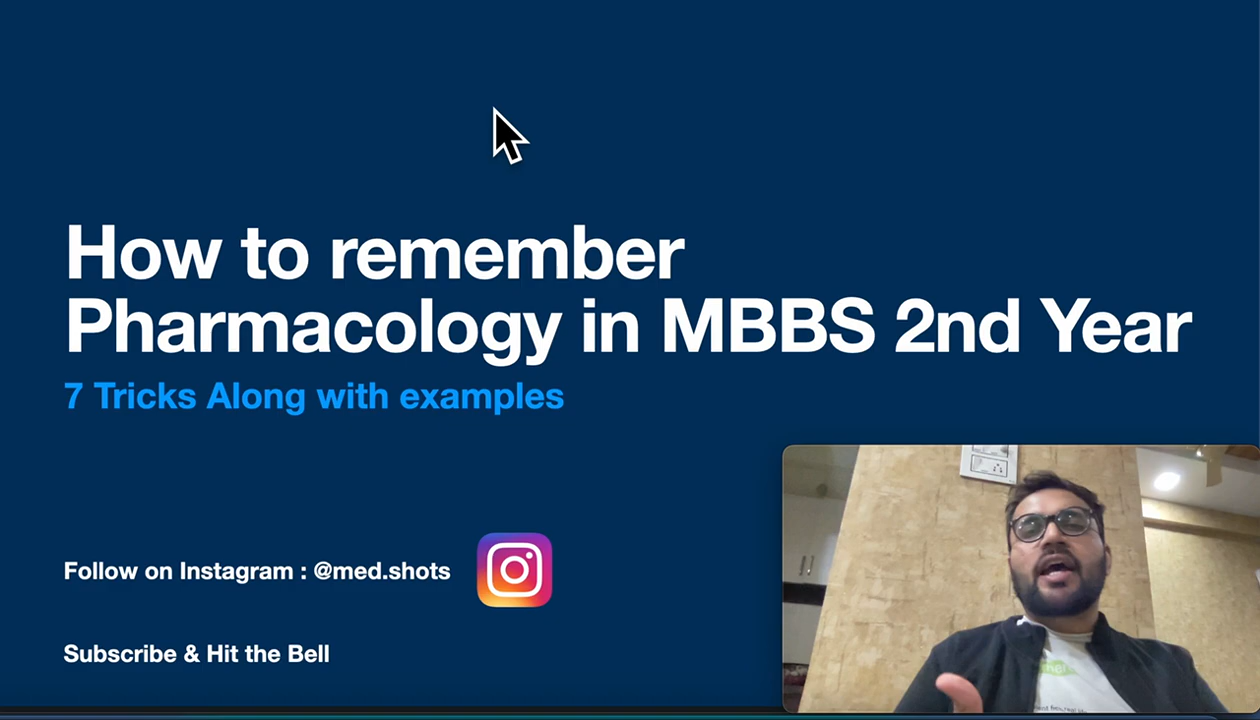 How to remember
Pharmacology in MBBS 2nd Year
7 Tricks Along with examples
Follow on Instagram : @med.shots
Subscribe & Hit the Bell